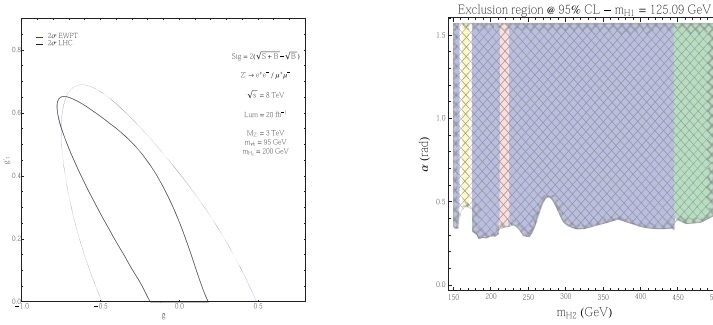 2σ EWPT
2σ LHC
Sig = 2(√S + B − √B)
Z' → e⁺e⁻ / μ⁺μ⁻
√s = 8 TeV
Lum = 20 fb⁻¹
M_Z' = 3 TeV
= 95 GeV
= 200 GeV
0.8
0.6
0.4
0.2
0.0
−1.0 −0.5 0.0 0.5
g̃
Exclusion region @ 95% CL − m_H1 = 125.09 GeV
1.5
1.0
0.5
0.0
α (rad)
150 200 250 300 350 400 450 500
m_H2 (GeV)